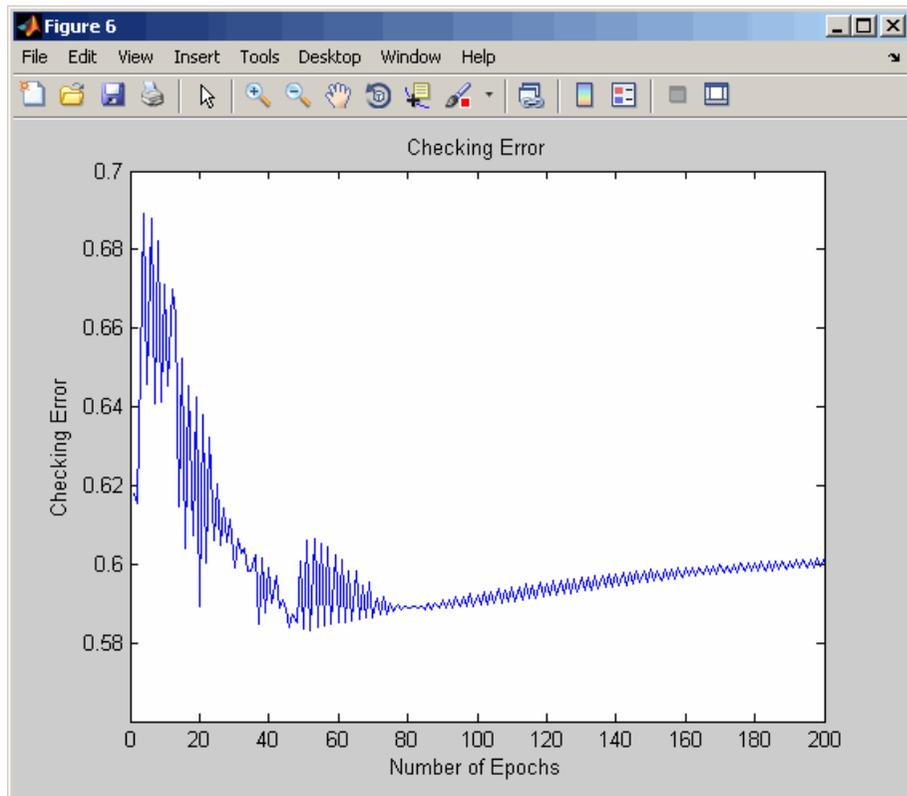 Figure 6
File Edit View Insert Tools Desktop Window Help
Checking Error
0.7
0.68
0.66
0.64
0.62
0.6
0.58
Checking Error
0 20 40 60 80 100 120 140 160 180 200
Number of Epochs